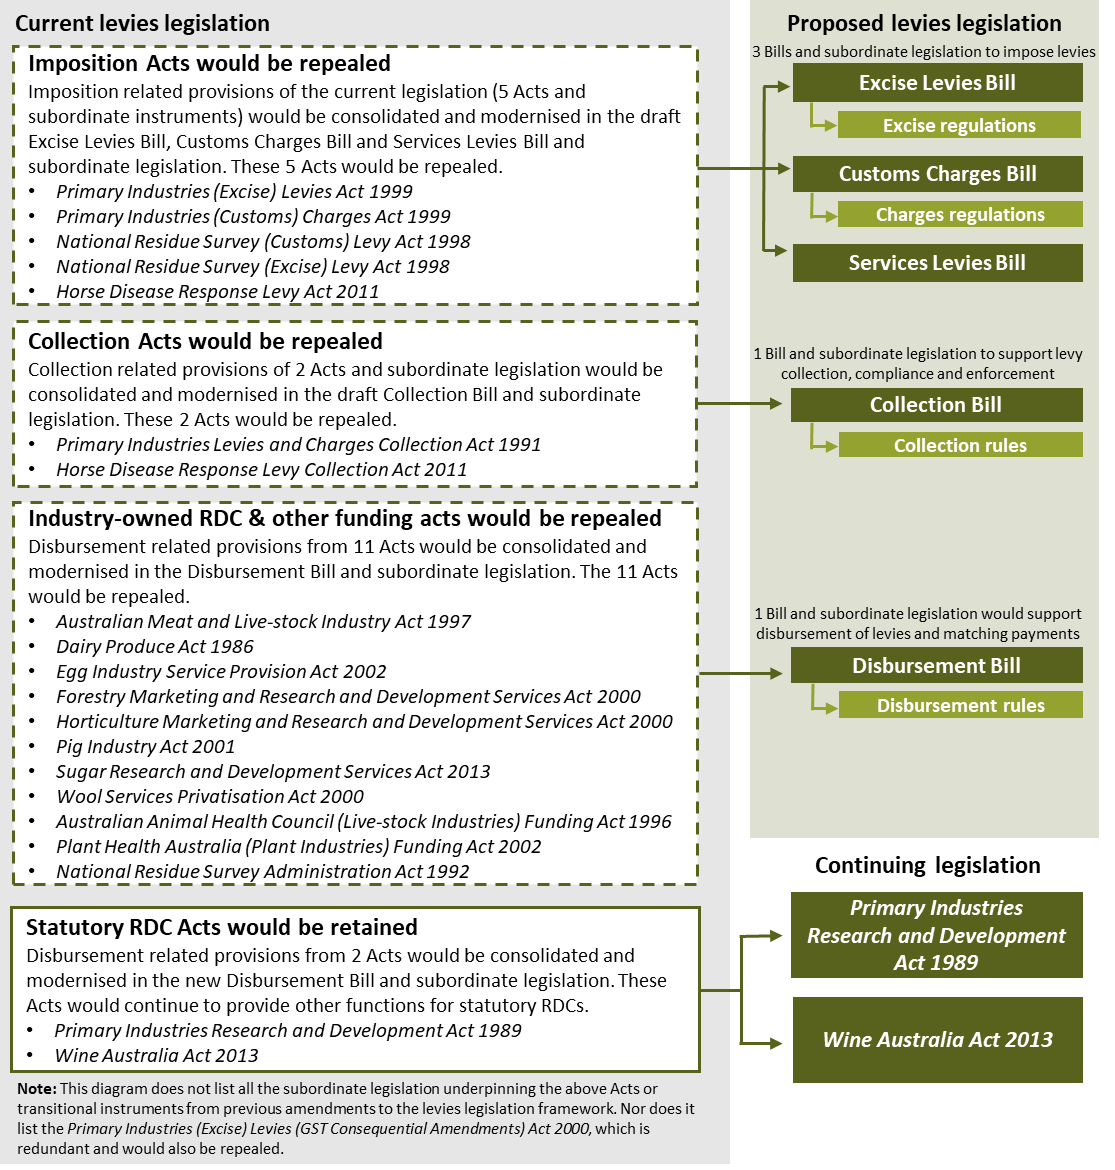 Current levies legislation
Imposition Acts would be repealed
Imposition related provisions of the current legislation (5 Acts and
subordinate instruments) would be consolidated and modernised in the draft
Excise Levies Bill, Customs Charges Bill and Services Levies Bill and
subordinate legislation. These 5 Acts would be repealed.
• Primary Industries (Excise) Levies Act 1999
• Primary Industries (Customs) Charges Act 1999
• National Residue Survey (Customs) Levy Act 1998
• National Residue Survey (Excise) Levy Act 1998
• Horse Disease Response Levy Act 2011
Collection Acts would be repealed
Collection related provisions of 2 Acts and subordinate legislation would be
consolidated and modernised in the draft Collection Bill and subordinate
legislation. These 2 Acts would be repealed.
• Primary Industries Levies and Charges Collection Act 1991
• Horse Disease Response Levy Collection Act 2011
Industry-owned RDC & other funding acts would be repealed
Disbursement related provisions from 11 Acts would be consolidated and
modernised in the Disbursement Bill and subordinate legislation. The 11 Acts
would be repealed.
• Australian Meat and Live-stock Industry Act 1997
• Dairy Produce Act 1986
• Egg Industry Service Provision Act 2002
• Forestry Marketing and Research and Development Services Act 2000
• Horticulture Marketing and Research and Development Services Act 2000
• Pig Industry Act 2001
• Sugar Research and Development Services Act 2013
• Wool Services Privatisation Act 2000
• Australian Animal Health Council (Live-stock Industries) Funding Act 1996
• Plant Health Australia (Plant Industries) Funding Act 2002
• National Residue Survey Administration Act 1992
Statutory RDC Acts would be retained
Disbursement related provisions from 2 Acts would be consolidated and
modernised in the new Disbursement Bill and subordinate legislation. These
Acts would continue to provide other functions for statutory RDCs.
• Primary Industries Research and Development Act 1989
• Wine Australia Act 2013
Note: This diagram does not list all the subordinate legislation underpinning the above Acts or
transitional instruments from previous amendments to the levies legislation framework. Nor does it
list the Primary Industries (Excise) Levies (GST Consequential Amendments) Act 2000, which is
redundant and would also be repealed.
Proposed levies legislation
3 Bills and subordinate legislation to impose levies
Excise Levies Bill
Excise regulations
Customs Charges Bill
Charges regulations
Services Levies Bill
1 Bill and subordinate legislation to support levy
collection, compliance and enforcement
Collection Bill
Collection rules
1 Bill and subordinate legislation would support
disbursement of levies and matching payments
Disbursement Bill
Disbursement rules
Continuing legislation
Primary Industries
Research and Development
Act 1989
Wine Australia Act 2013